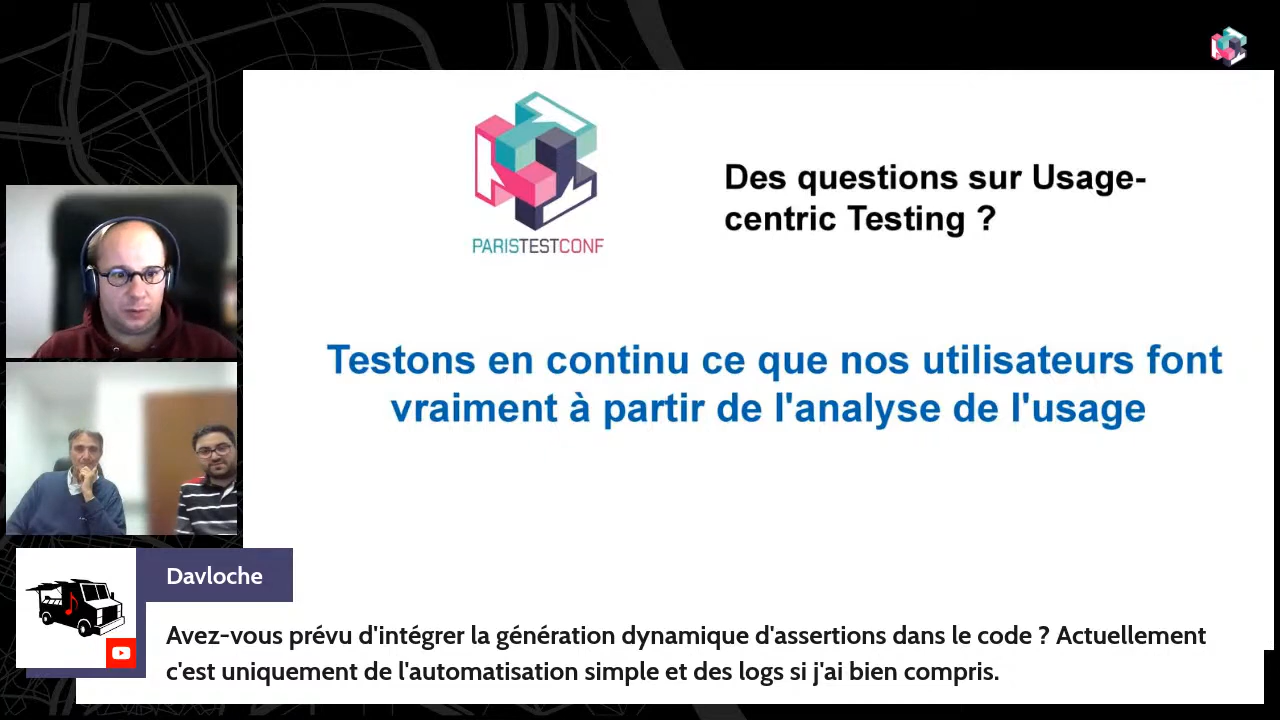 PARISTESTCONF
Des questions sur Usage-
centric Testing ?
Testons en continu ce que nos utilisateurs font
vraiment à partir de l'analyse de l'usage
Davloche
Avez-vous prévu d'intégrer la génération dynamique d'assertions dans le code ? Actuellement
c'est uniquement de l'automatisation simple et des logs si j'ai bien compris.